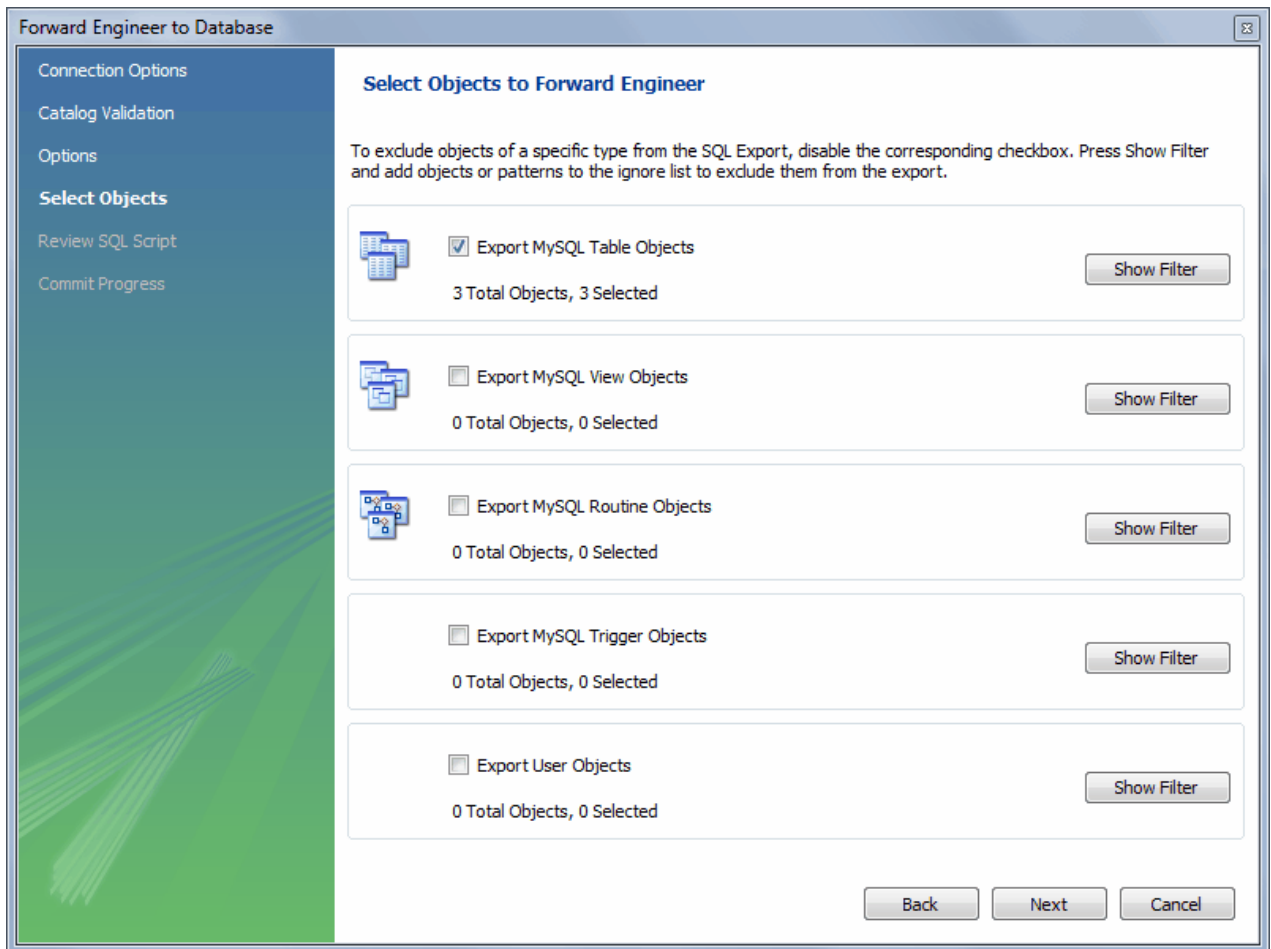 Forward Engineer to Database
Connection Options
Catalog Validation
Options
Select Objects
Review SQL Script
Commit Progress
Select Objects to Forward Engineer
To exclude objects of a specific type from the SQL Export, disable the corresponding checkbox. Press Show Filter
and add objects or patterns to the ignore list to exclude them from the export.
Export MySQL Table Objects
Show Filter
3 Total Objects, 3 Selected
Export MySQL View Objects
Show Filter
0 Total Objects, 0 Selected
Export MySQL Routine Objects
Show Filter
0 Total Objects, 0 Selected
Export MySQL Trigger Objects
Show Filter
0 Total Objects, 0 Selected
Export User Objects
Show Filter
0 Total Objects, 0 Selected
Back Next Cancel